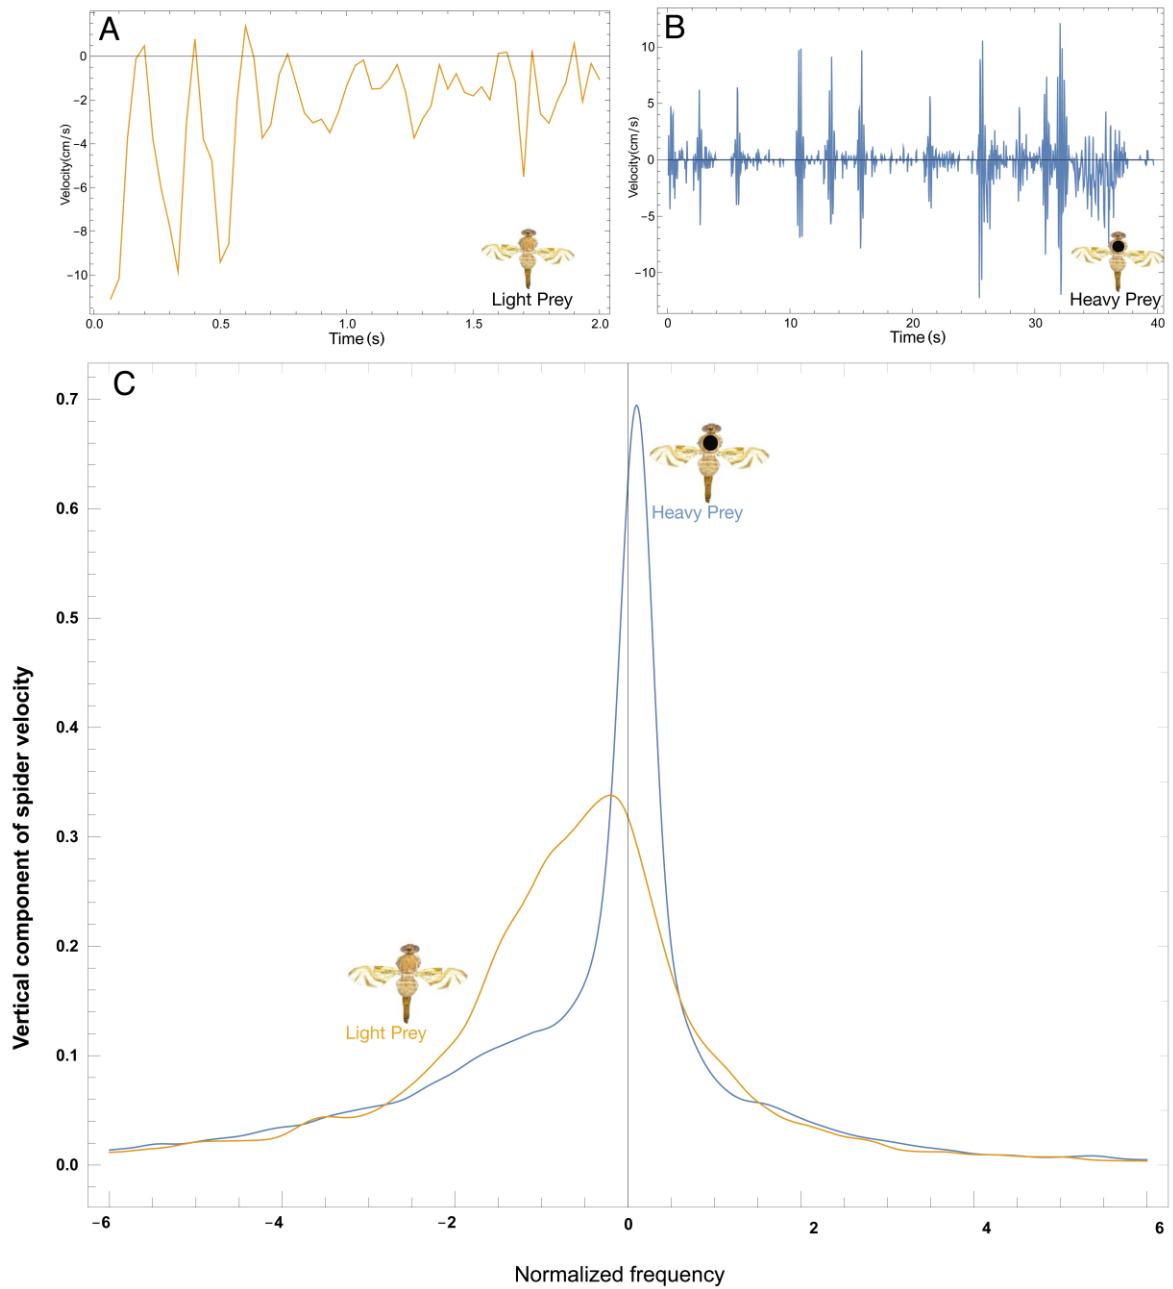 A
Velocity(cm/s)
0
−2
−4
−6
−8
−10
0.0
0.5
1.0
1.5
2.0
Time (s)
Light Prey
B
Velocity(cm/s)
10
5
0
−5
−10
0
10
20
30
40
Time (s)
Heavy Prey
C
Vertical component of spider velocity
0.7
0.6
0.5
0.4
0.3
0.2
0.1
0.0
Heavy Prey
Light Prey
−6
−4
−2
0
2
4
6
Normalized frequency